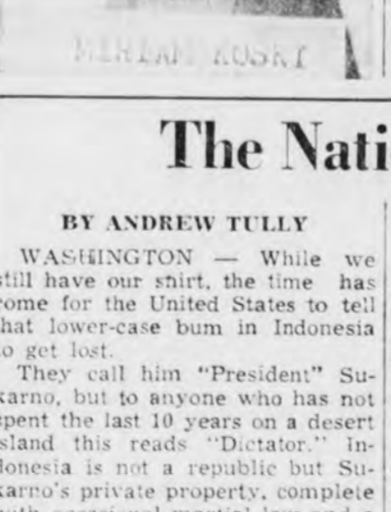 MIRIAM KOSKI
The Nati
BY ANDREW TULLY
WASHINGTON — While we
still have our shirt, the time has
come for the United States to tell
that lower-case bum in Indonesia
to get lost.
They call him "President" Su-
karno, but to anyone who has not
spent the last 10 years on a desert
island this reads "Dictator." In-
donesia is not a republic but Su-
karno's private property, complete